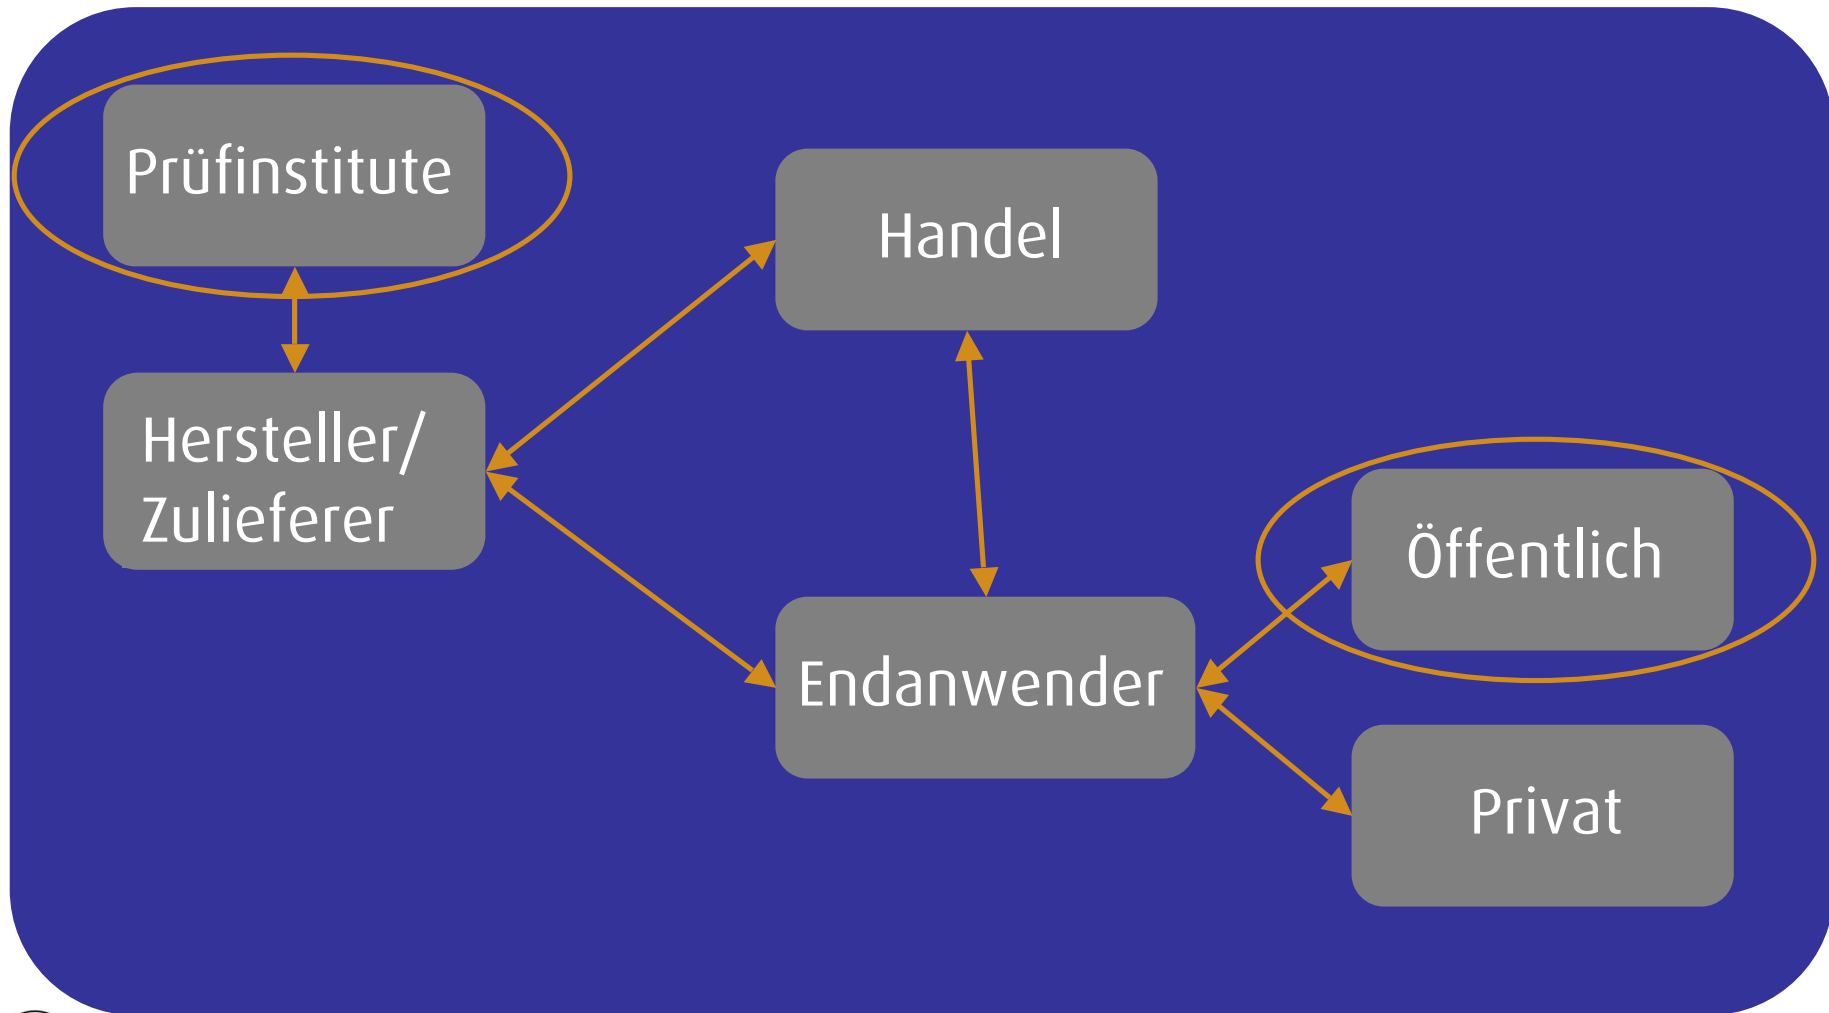 Prüfinstitute
Handel
Hersteller/
Zulieferer
Öffentlich
Endanwender
Privat